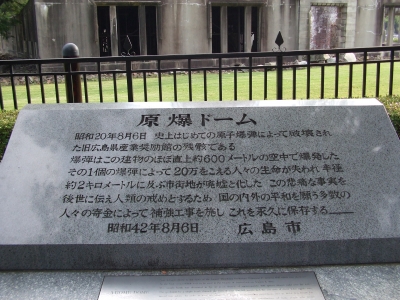 原爆ドーム
昭和20年8月6日 史上はじめての原子爆弾によって破壊され
た旧広島県産業奨励館の残骸である
爆弾はこの建物のほぼ直上約600メートルの空中で爆発した
その1個の爆弾によって20万をこえる人々の生命が失われ 半径
約2キロメートルに及ぶ市街地が廃墟と化した この悲痛な事実を
後世に伝え人類の戒めとするため 国の内外の平和を願う多数の
人々の寄金によって補強工事を施し これを永久に保存する
昭和42年8月6日 広島市